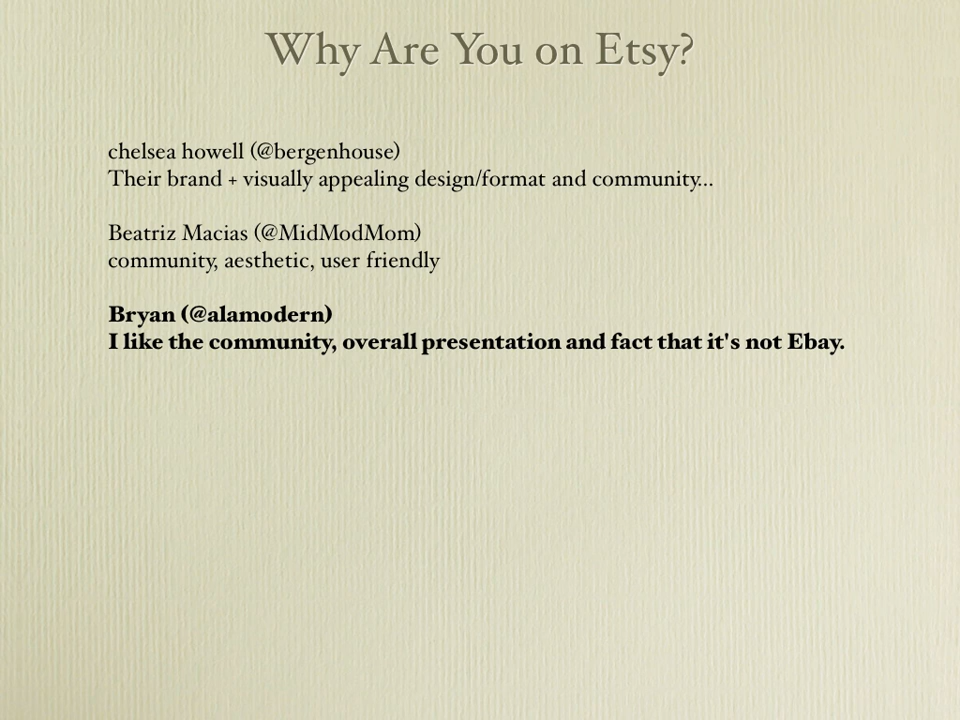 Why Are You on Etsy?
chelsea howell (@bergenhouse)
Their brand + visually appealing design/format and community...
Beatriz Macias (@MidModMom)
community, aesthetic, user friendly
Bryan (@alamodern)
I like the community, overall presentation and fact that it's not Ebay.